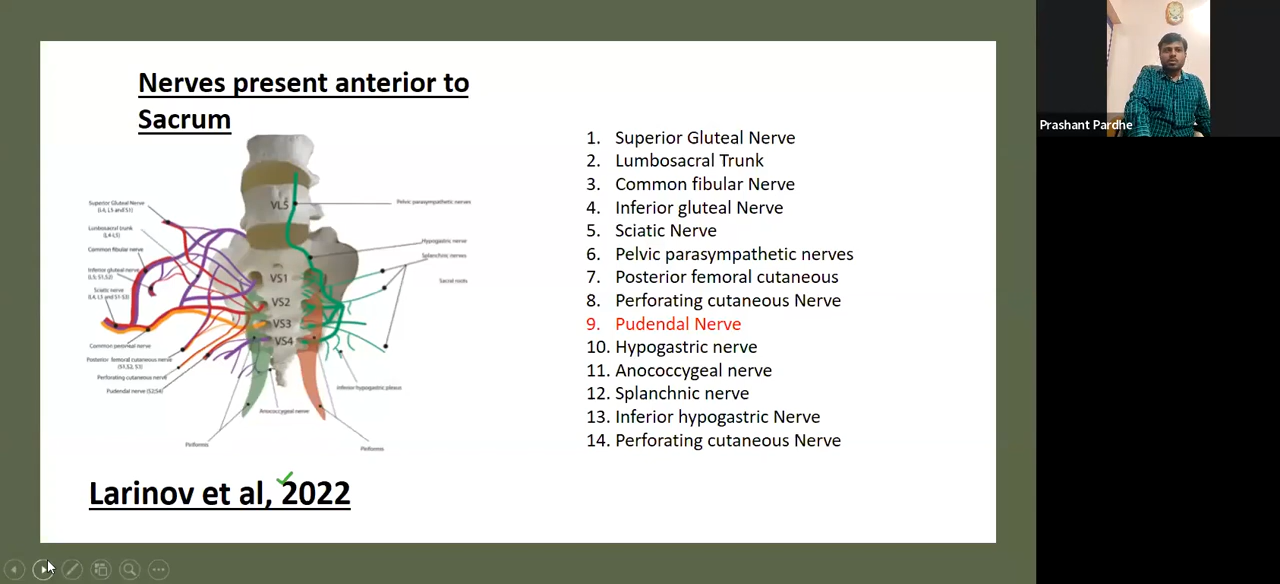 Nerves present anterior to
Sacrum
Superior Gluteal Nerve
(L4, L5 and S1)
Lumbosacral trunk
(L4-L5)
Common fibular nerve
Inferior gluteal nerve
(L5, S1,S2)
Sciatic nerve
(L4, L5 and S1-S3)
Common peroneal nerve
Posterior femoral cutaneous nerve
(S1,S2, S3)
Perforating cutaneous nerve
Pudendal nerve (S2;S4)
Piriformis
VL5
VS1
VS2
VS3
VS4
Anococcygeal nerve
Pelvic parasympathetic nerves
Hypogastric nerve
Splanchnic nerves
Sacral roots
Inferior hypogastric plexus
Piriformis
1. Superior Gluteal Nerve
2. Lumbosacral Trunk
3. Common fibular Nerve
4. Inferior gluteal Nerve
5. Sciatic Nerve
6. Pelvic parasympathetic nerves
7. Posterior femoral cutaneous
8. Perforating cutaneous Nerve
9. Pudendal Nerve
10. Hypogastric nerve
11. Anococcygeal nerve
12. Splanchnic nerve
13. Inferior hypogastric Nerve
14. Perforating cutaneous Nerve
Larinov et al, 2022
Prashant Pardhe